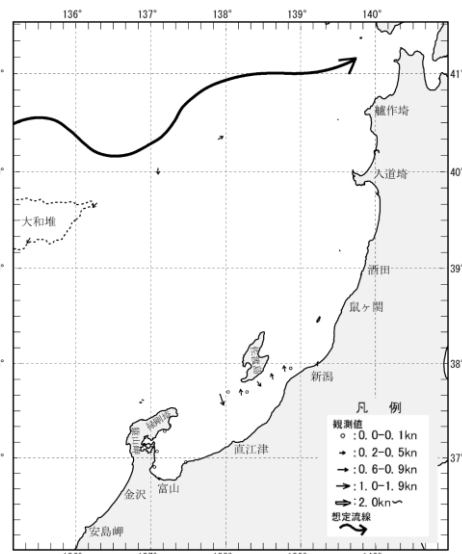 136° 137° 138° 139° 140°
41°
艫作埼
入道埼
40°
大和堆
39°
酒田
鼠ヶ関
38°
新潟
直江津
37°
富山
金沢
安島岬
凡 例
観測値
:0.0-0.1kn
:0.2-0.5kn
:0.6-0.9kn
:1.0-1.9kn
:2.0kn〜
想定流線